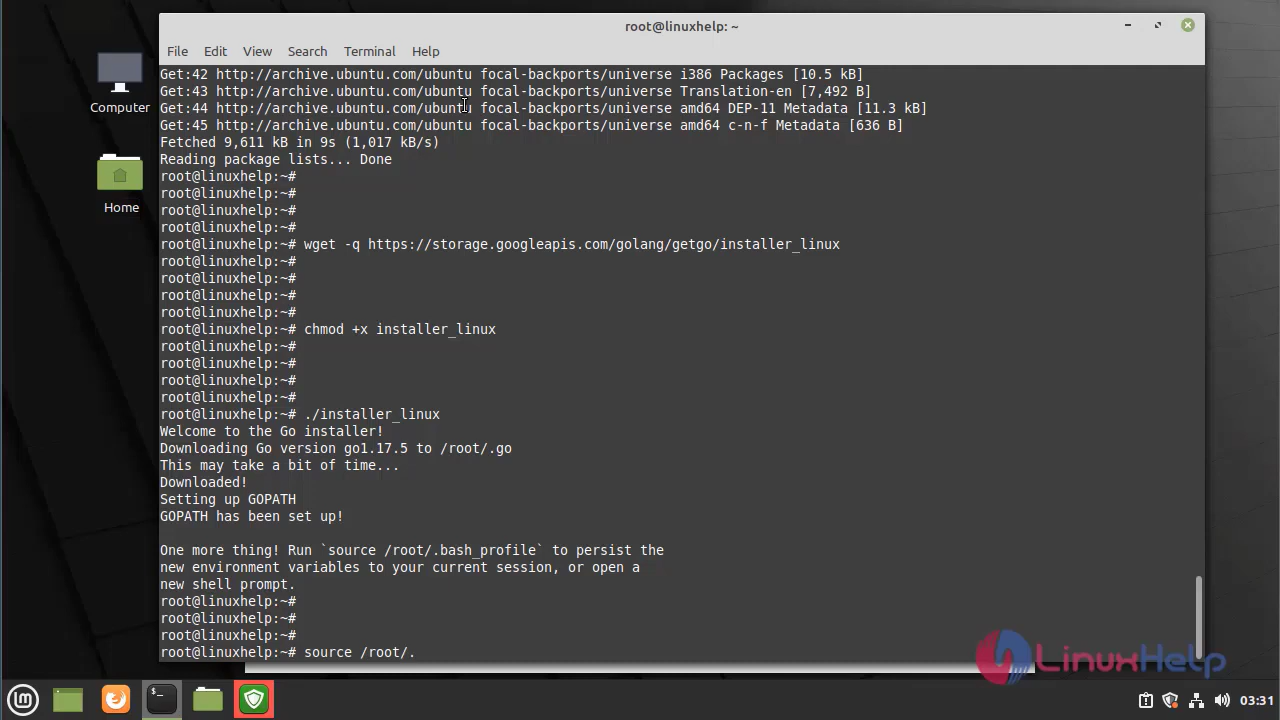 root@linuxhelp: ~
File Edit View Search Terminal Help
Computer
Home
Get:42 http://archive.ubuntu.com/ubuntu focal-backports/universe i386 Packages [10.5 kB]
Get:43 http://archive.ubuntu.com/ubuntu focal-backports/universe Translation-en [7,492 B]
Get:44 http://archive.ubuntu.com/ubuntu focal-backports/universe amd64 DEP-11 Metadata [11.3 kB]
Get:45 http://archive.ubuntu.com/ubuntu focal-backports/universe amd64 c-n-f Metadata [636 B]
Fetched 9,611 kB in 9s (1,017 kB/s)
Reading package lists... Done
root@linuxhelp:~#
root@linuxhelp:~#
root@linuxhelp:~#
root@linuxhelp:~#
root@linuxhelp:~# wget -q https://storage.googleapis.com/golang/getgo/installer_linux
root@linuxhelp:~#
root@linuxhelp:~#
root@linuxhelp:~#
root@linuxhelp:~#
root@linuxhelp:~# chmod +x installer_linux
root@linuxhelp:~#
root@linuxhelp:~#
root@linuxhelp:~#
root@linuxhelp:~#
root@linuxhelp:~# ./installer_linux
Welcome to the Go installer!
Downloading Go version go1.17.5 to /root/.go
This may take a bit of time...
Downloaded!
Setting up GOPATH
GOPATH has been set up!
One more thing! Run `source /root/.bash_profile` to persist the
new environment variables to your current session, or open a
new shell prompt.
root@linuxhelp:~#
root@linuxhelp:~#
root@linuxhelp:~#
root@linuxhelp:~# source /root/.
LinuxHelp
03:31